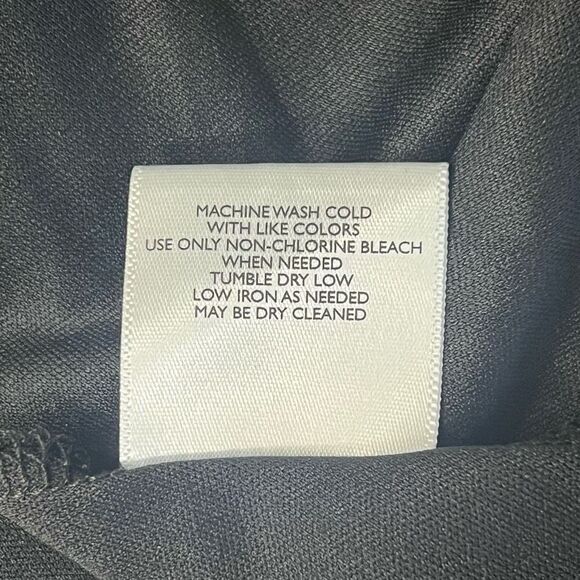 MACHINE WASH COLD
WITH LIKE COLORS
USE ONLY NON-CHLORINE BLEACH
WHEN NEEDED
TUMBLE DRY LOW
LOW IRON AS NEEDED
MAY BE DRY CLEANED